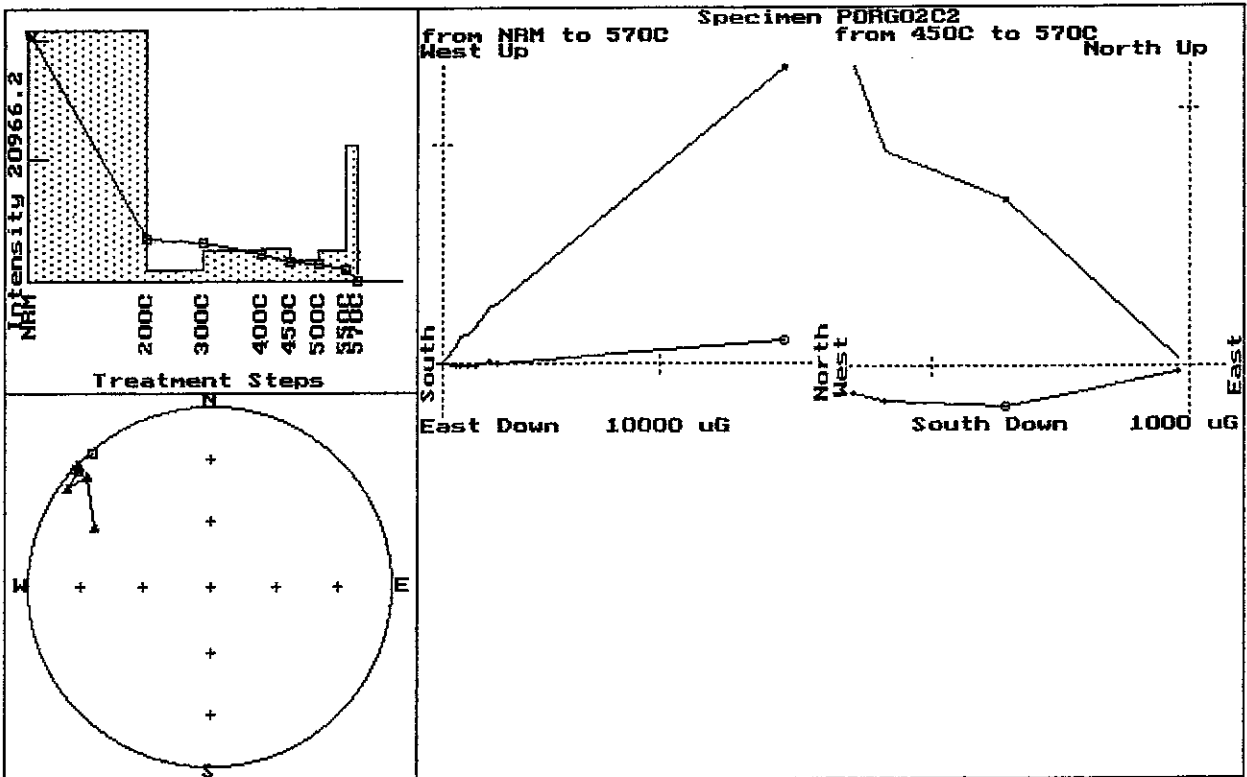 Specimen PORG02C2
from NRM to 570C
West Up
from 450C to 570C
North Up
Intensity 20966.2
NRM
200C
300C
400C
450C
500C
550C
570C
Treatment Steps
South
North
West
East
East Down
10000 uG
South Down
1000 uG
N
W
E
S